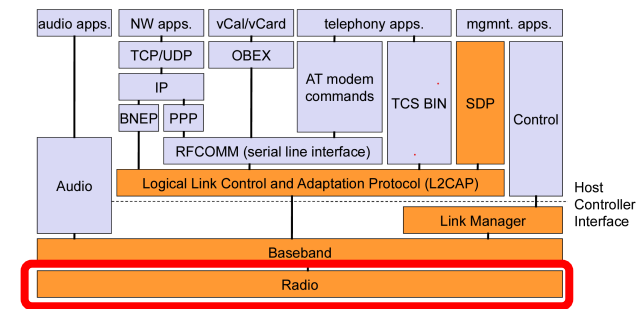 audio apps.
NW apps.
vCal/vCard
telephony apps.
mgmnt. apps.
TCP/UDP
OBEX
AT modem
commands
TCS BIN
SDP
Control
IP
BNEP
PPP
RFCOMM (serial line interface)
Audio
Logical Link Control and Adaptation Protocol (L2CAP)
Host
Controller
Interface
Link Manager
Baseband
Radio